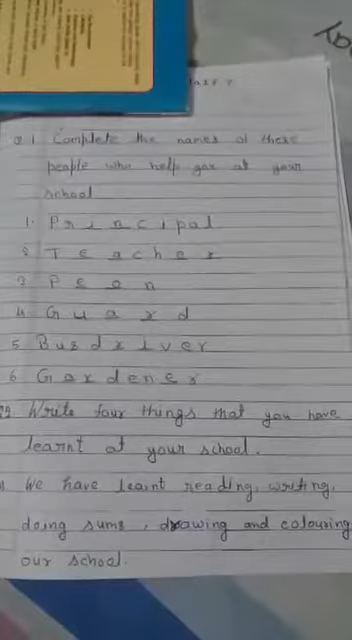 Q 1 Complete the names of these
people who help you at your
school
1. Principal
2 Teacher
3 Peon
4 Guard
5 Bus driver
6 Gardener
Write four things that you have
learnt at your school.
We have learnt reading, writing,
doing sums, drawing and colouring
our school.